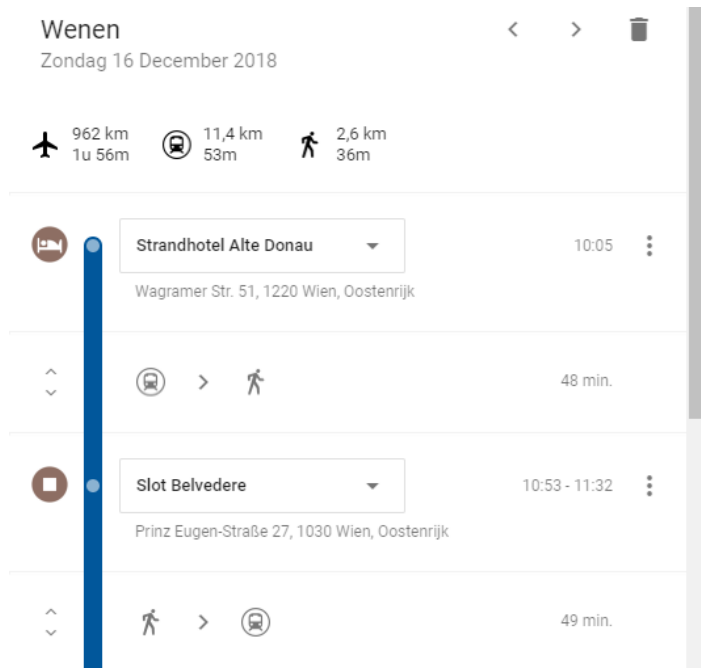 Wenen
Zondag 16 December 2018
962 km
1u 56m
11,4 km
53m
2,6 km
36m
Strandhotel Alte Donau
10:05
Wagramer Str. 51, 1220 Wien, Oostenrijk
48 min.
Slot Belvedere
10:53 - 11:32
Prinz Eugen-Straße 27, 1030 Wien, Oostenrijk
49 min.